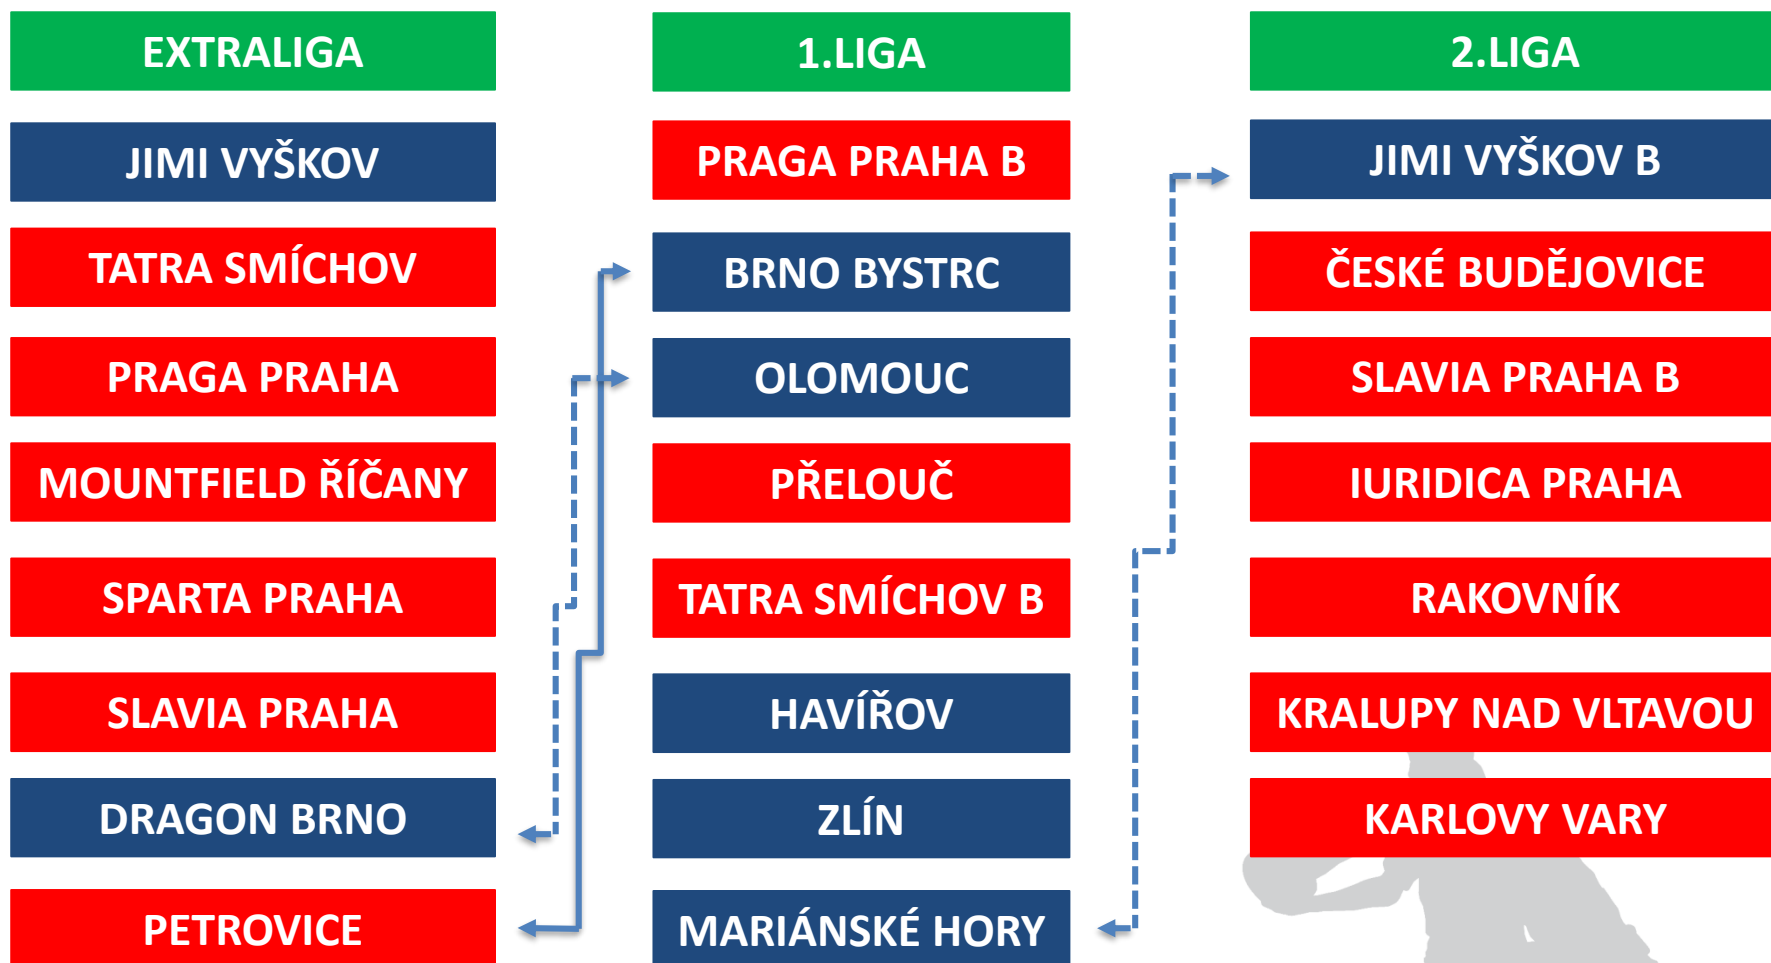 EXTRALIGA
JIMI VYŠKOV
TATRA SMÍCHOV
PRAGA PRAHA
MOUNTFIELD ŘÍČANY
SPARTA PRAHA
SLAVIA PRAHA
DRAGON BRNO
PETROVICE
1.LIGA
PRAGA PRAHA B
BRNO BYSTRC
OLOMOUC
PŘELOUČ
TATRA SMÍCHOV B
HAVÍŘOV
ZLÍN
MARIÁNSKÉ HORY
2.LIGA
JIMI VYŠKOV B
ČESKÉ BUDĚJOVICE
SLAVIA PRAHA B
IURIDICA PRAHA
RAKOVNÍK
KRALUPY NAD VLTAVOU
KARLOVY VARY